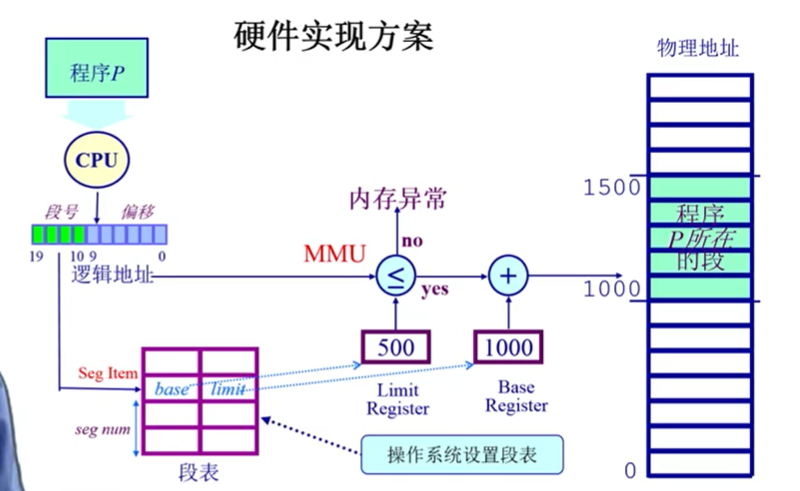 硬件实现方案
程序P
CPU
段号 偏移
19 10 9 0
逻辑地址
MMU
内存异常
no
≤
yes
+
500
1000
Limit
Register
Base
Register
Seg Item
base limit
seg num
段表
操作系统设置段表
物理地址
1500
程序
P所在
的段
1000
0